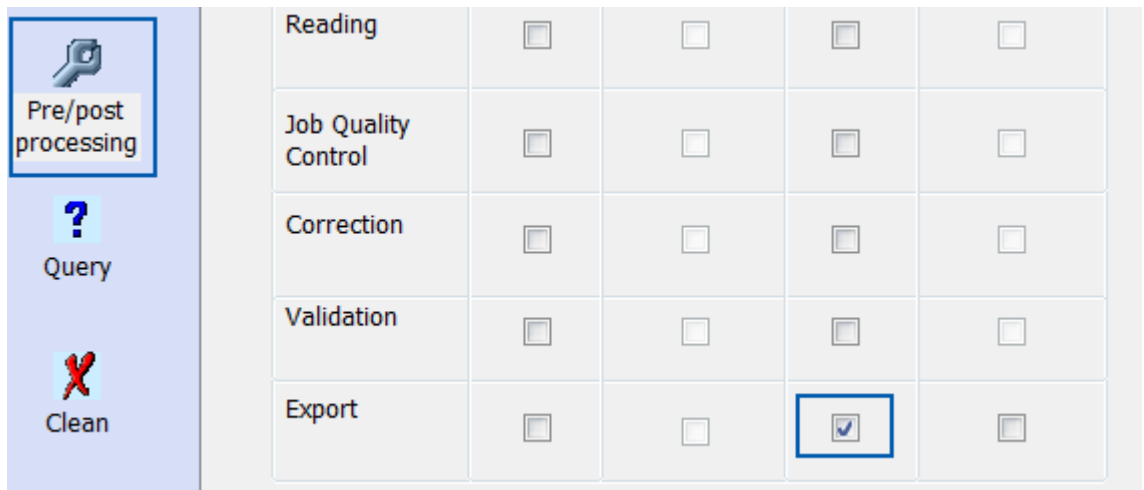 Pre/post
processing
Query
Clean
Reading
Job Quality
Control
Correction
Validation
Export